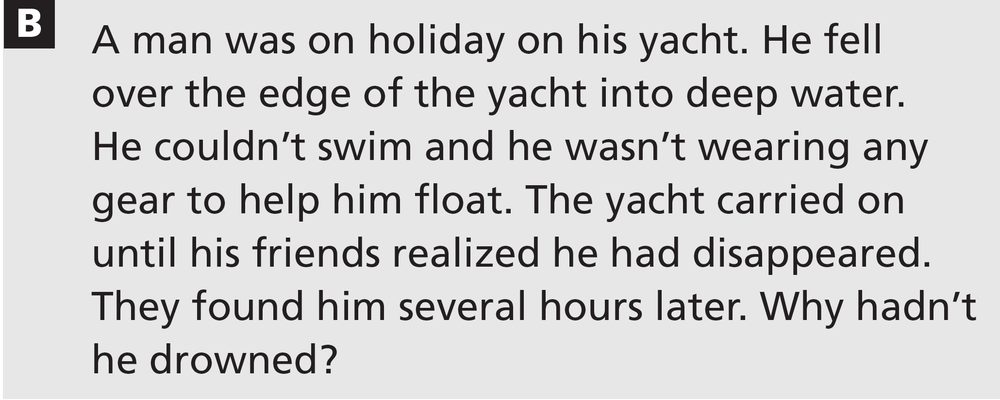 B
A man was on holiday on his yacht. He fell
over the edge of the yacht into deep water.
He couldn’t swim and he wasn’t wearing any
gear to help him float. The yacht carried on
until his friends realized he had disappeared.
They found him several hours later. Why hadn’t
he drowned?